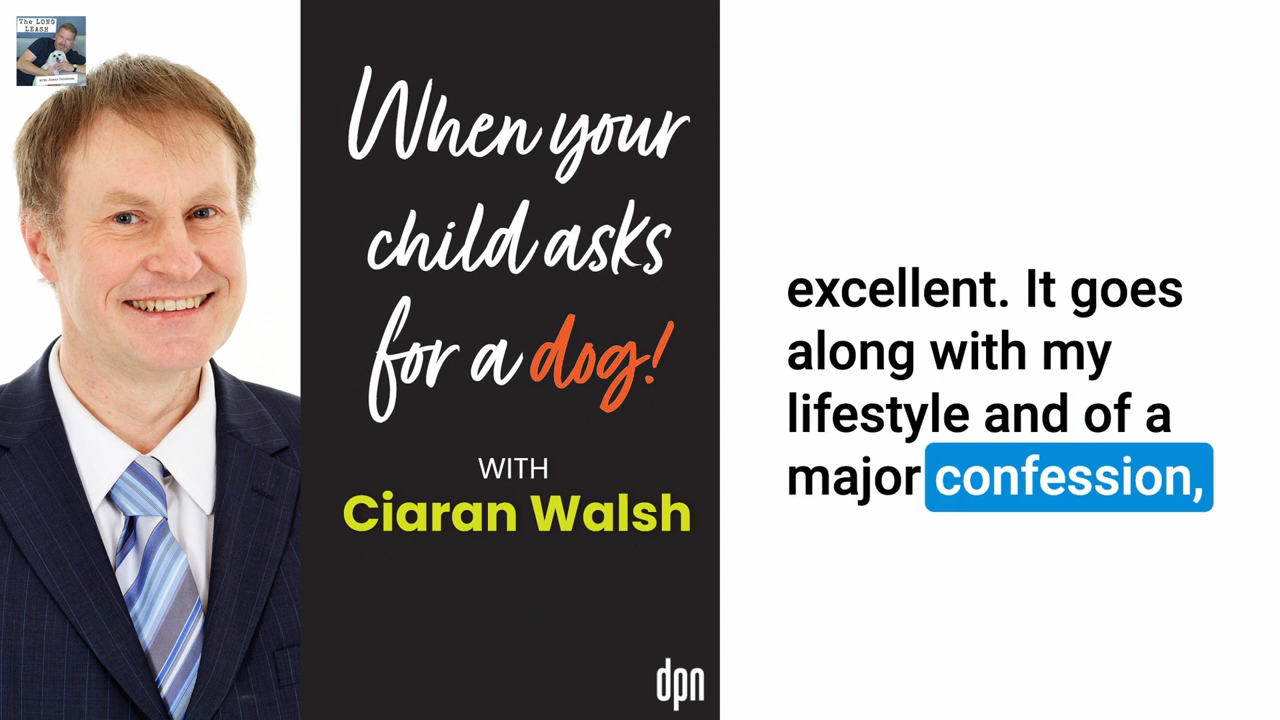 The LONG
LEASH
When your
child asks
for a dog!
WITH
Ciaran Walsh
dpn
excellent. It goes
along with my
lifestyle and of a
major confession,